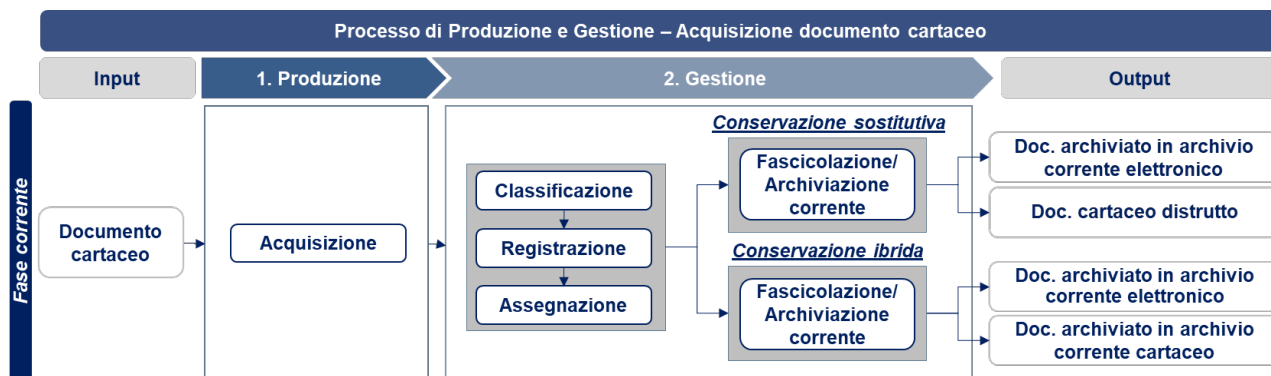 Processo di Produzione e Gestione – Acquisizione documento cartaceo
Input
1. Produzione
2. Gestione
Output
Fase corrente
Documento
cartaceo
Acquisizione
Classificazione
Registrazione
Assegnazione
Conservazione sostitutiva
Fascicolazione/
Archiviazione
corrente
Conservazione ibrida
Fascicolazione/
Archiviazione
corrente
Doc. archiviato in archivio
corrente elettronico
Doc. cartaceo distrutto
Doc. archiviato in archivio
corrente elettronico
Doc. archiviato in archivio
corrente cartaceo